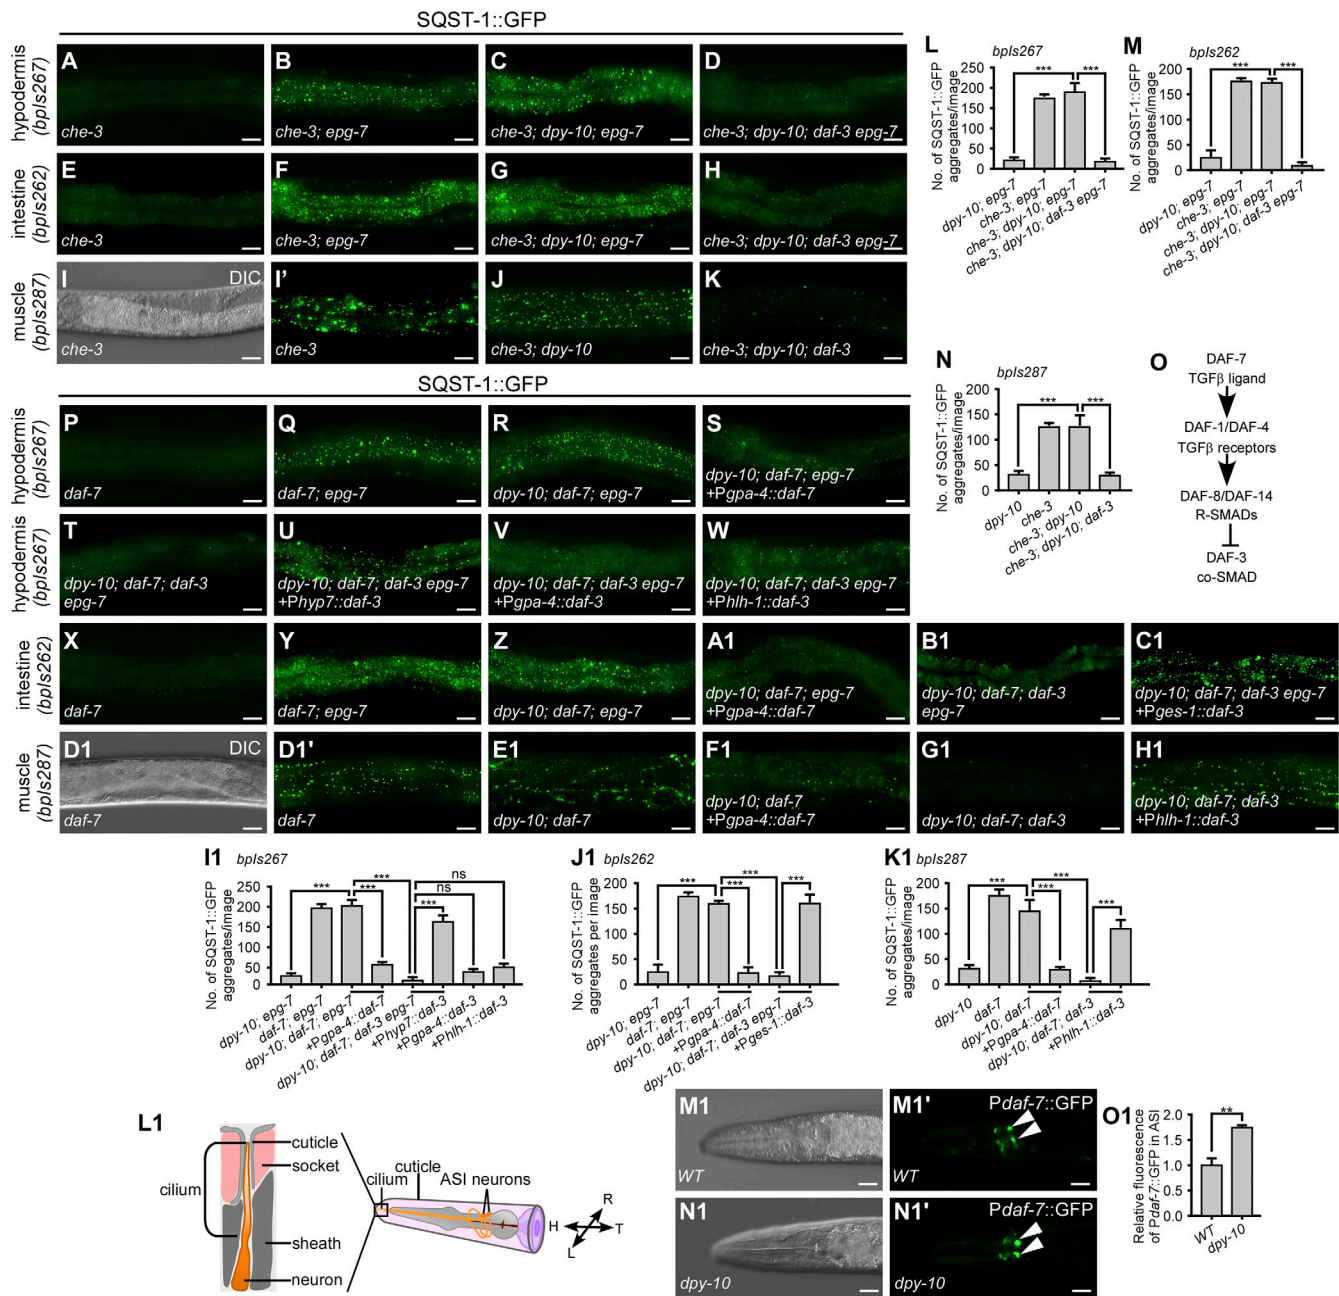 SQST-1::GFP
hypodermis
(bpIs267)
A
che-3
B
che-3; epg-7
C
che-3; dpy-10; epg-7
D
che-3; dpy-10; daf-3 epg-7
intestine
(bpIs262)
E
che-3
F
che-3; epg-7
G
che-3; dpy-10; epg-7
H
che-3; dpy-10; daf-3 epg-7
muscle
(bpIs287)
I
DIC
che-3
I'
che-3
J
che-3; dpy-10
K
che-3; dpy-10; daf-3
L
bpIs267
No. of SQST-1::GFP
aggregates/image
250
200
150
100
50
0
***
***
dpy-10; epg-7
che-3; epg-7
che-3; dpy-10; epg-7
che-3; dpy-10; daf-3 epg-7
M
bpIs262
No. of SQST-1::GFP
aggregates/image
200
150
100
50
0
***
***
dpy-10; epg-7
che-3; epg-7
che-3; dpy-10; epg-7
che-3; dpy-10; daf-3 epg-7
N
bpIs287
No. of SQST-1::GFP
aggregates/image
200
150
100
50
0
***
***
dpy-10
che-3
che-3; dpy-10
che-3; dpy-10; daf-3
O
DAF-7
TGFβ ligand
DAF-1/DAF-4
TGFβ receptors
DAF-8/DAF-14
R-SMADs
DAF-3
co-SMAD
SQST-1::GFP
hypodermis
(bpIs267)
P
daf-7
Q
daf-7; epg-7
R
dpy-10; daf-7; epg-7
S
dpy-10; daf-7; epg-7
+Pgpa-4::daf-7
hypodermis
(bpIs267)
T
dpy-10; daf-7; daf-3
epg-7
U
dpy-10; daf-7; daf-3 epg-7
+Phyp7::daf-3
V
dpy-10; daf-7; daf-3 epg-7
+Pgpa-4::daf-3
W
dpy-10; daf-7; daf-3 epg-7
+Phlh-1::daf-3
intestine
(bpIs262)
X
daf-7
Y
daf-7; epg-7
Z
dpy-10; daf-7; epg-7
A1
dpy-10; daf-7; epg-7
+Pgpa-4::daf-7
B1
dpy-10; daf-7; daf-3
epg-7
C1
dpy-10; daf-7; daf-3 epg-7
+Pges-1::daf-3
muscle
(bpIs287)
D1
DIC
daf-7
D1'
daf-7
E1
dpy-10; daf-7
F1
dpy-10; daf-7
+Pgpa-4::daf-7
G1
dpy-10; daf-7; daf-3
H1
dpy-10; daf-7; daf-3
+Phlh-1::daf-3
I1
bpIs267
No. of SQST-1::GFP
aggregates/image
250
200
150
100
50
0
***
***
***
***
ns
ns
dpy-10; epg-7
daf-7; epg-7
dpy-10; daf-7; epg-7
+Pgpa-4::daf-7
dpy-10; daf-7; daf-3 epg-7
+Phyp7::daf-3
+Pgpa-4::daf-3
+Phlh-1::daf-3
J1
bpIs262
No. of SQST-1::GFP
aggregates per image
200
150
100
50
0
***
***
***
***
dpy-10; epg-7
daf-7; epg-7
dpy-10; daf-7; epg-7
+Pgpa-4::daf-7
dpy-10; daf-7; daf-3 epg-7
+Pges-1::daf-3
K1
bpIs287
No. of SQST-1::GFP
aggregates/image
200
150
100
50
0
***
***
***
***
dpy-10
daf-7
dpy-10; daf-7
+Pgpa-4::daf-7
dpy-10; daf-7; daf-3
+Phlh-1::daf-3
L1
cuticle
socket
cilium
sheath
neuron
cuticle
cilium
ASI neurons
R
H
T
L
M1
WT
M1'
Pdaf-7::GFP
WT
N1
dpy-10
N1'
Pdaf-7::GFP
dpy-10
O1
Relative fluorescence
of Pdaf-7::GFP in ASI
2.0
1.5
1.0
0.5
0.0
**
WT
dpy-10